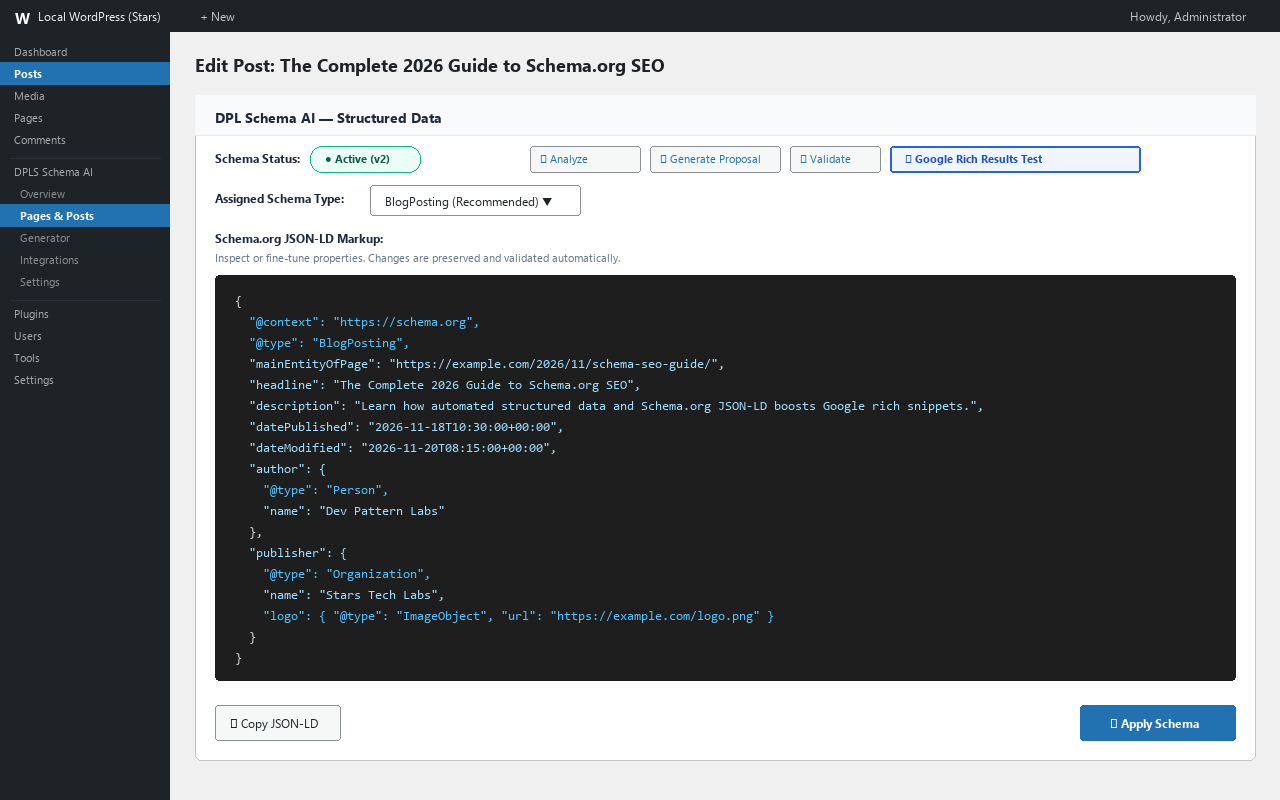 W Local WordPress (Stars) + New Howdy, Administrator
Dashboard
Posts
Media
Pages
Comments
DPLS Schema AI
Overview
Pages & Posts
Generator
Integrations
Settings
Plugins
Users
Tools
Settings
Edit Post: The Complete 2026 Guide to Schema.org SEO
DPL Schema AI — Structured Data
Schema Status: ● Active (v2) Analyze Generate Proposal Validate Google Rich Results Test
Assigned Schema Type: BlogPosting (Recommended) ▼
Schema.org JSON-LD Markup:
Inspect or fine-tune properties. Changes are preserved and validated automatically.
{
"@context": "https://schema.org",
"@type": "BlogPosting",
"mainEntityOfPage": "https://example.com/2026/11/schema-seo-guide/",
"headline": "The Complete 2026 Guide to Schema.org SEO",
"description": "Learn how automated structured data and Schema.org JSON-LD boosts Google rich snippets.",
"datePublished": "2026-11-18T10:30:00+00:00",
"dateModified": "2026-11-20T08:15:00+00:00",
"author": {
"@type": "Person",
"name": "Dev Pattern Labs"
},
"publisher": {
"@type": "Organization",
"name": "Stars Tech Labs",
"logo": { "@type": "ImageObject", "url": "https://example.com/logo.png" }
}
}
Copy JSON-LD Apply Schema